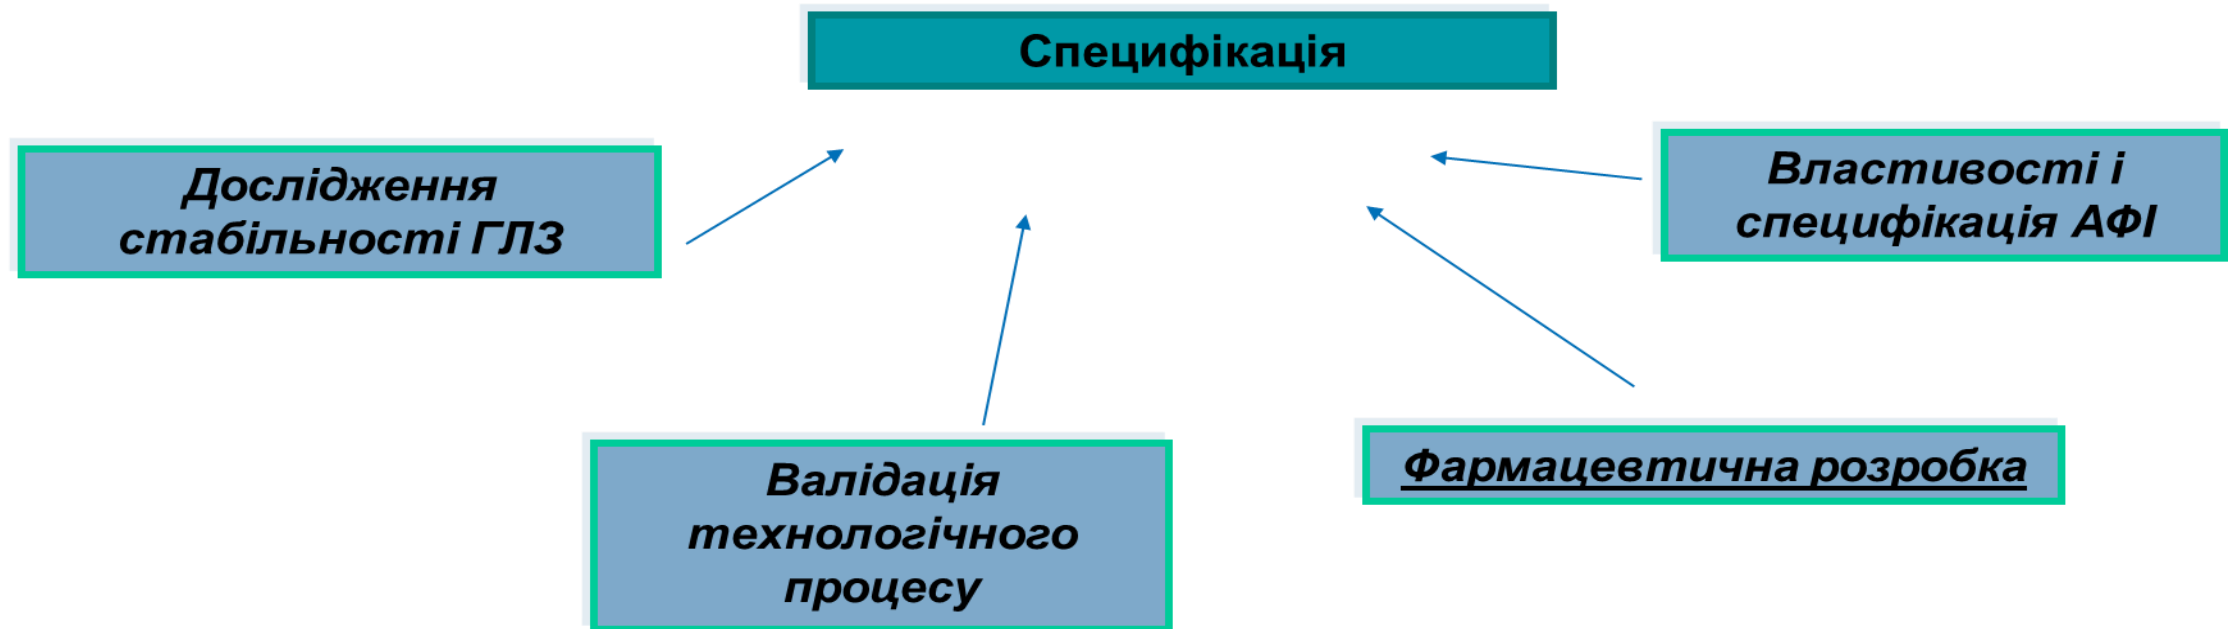 Специфікація
Дослідження
стабільності ГЛЗ
Властивості і
специфікація АФІ
Валідація
технологічного
процесу
Фармацевтична розробка